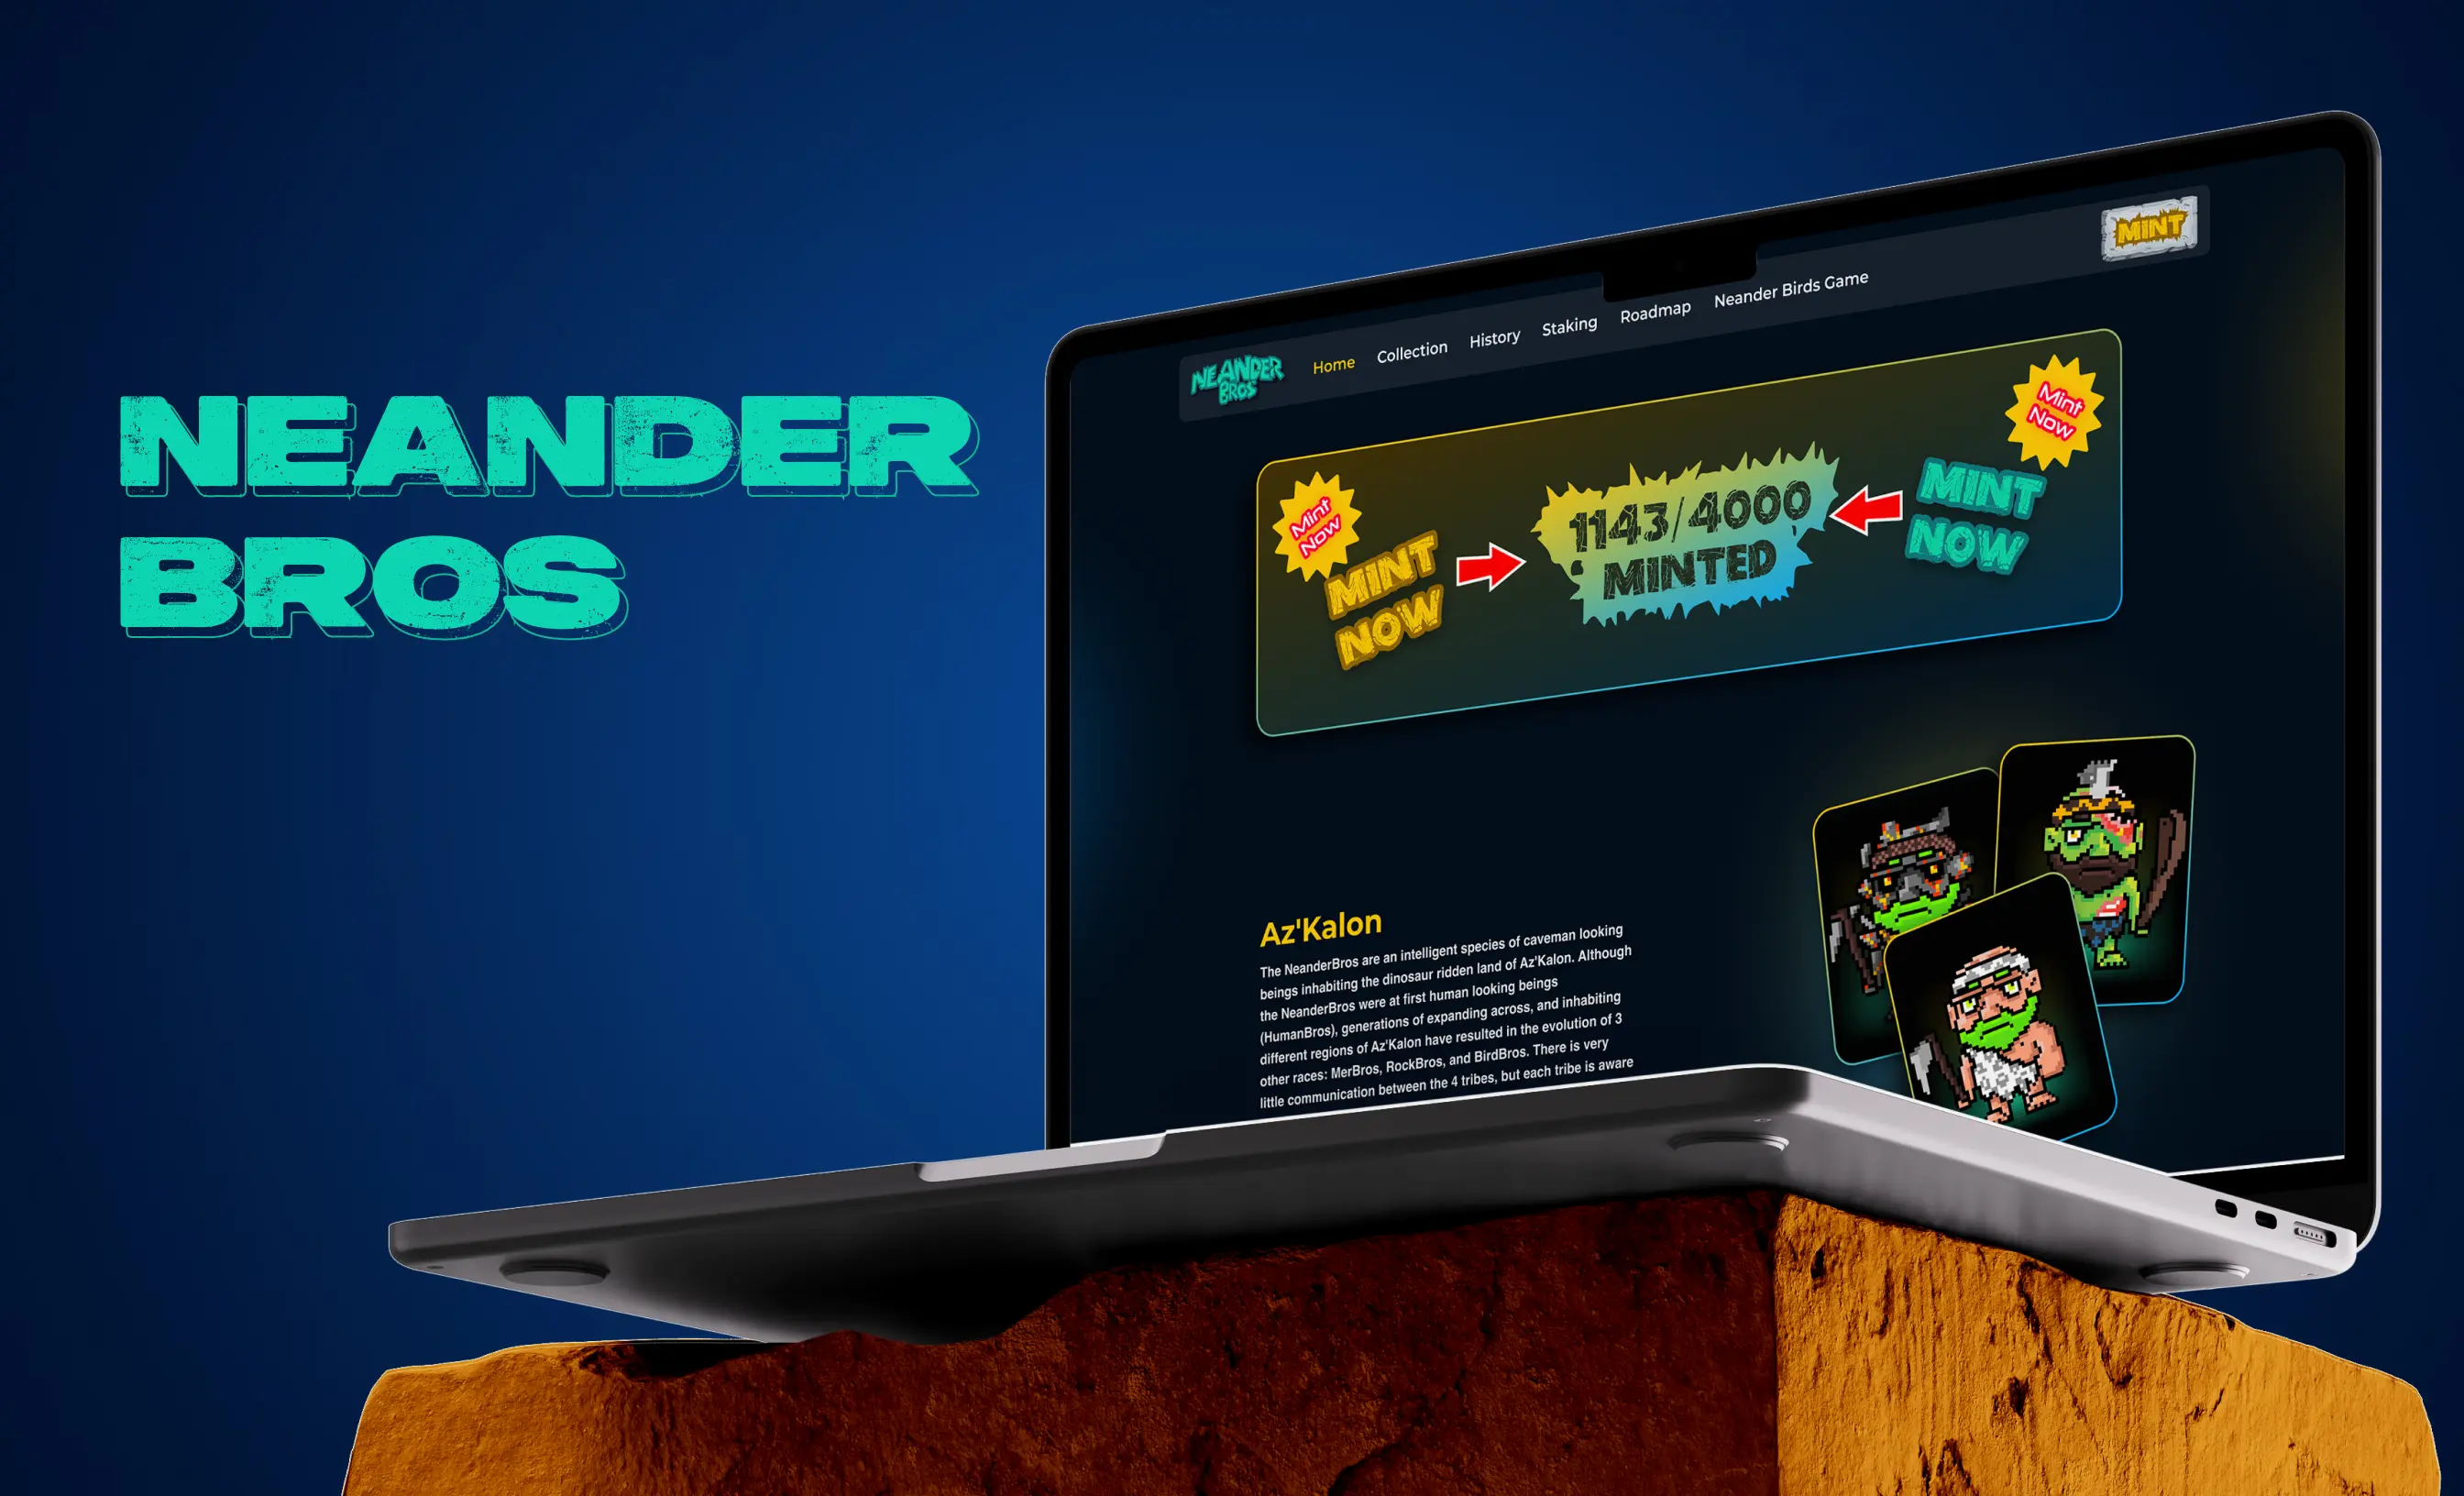 NEANDER
BROS
NEANDER
BROS
Home
Collection
History
Staking
Roadmap
Neander Birds Game
MINT
Mint
Now
MINT
NOW
1143/4000
MINTED
MINT
NOW
Mint
Now
Az'Kalon
The NeanderBros are an intelligent species of caveman looking
beings inhabiting the dinosaur ridden land of Az'Kalon. Although
the NeanderBros were at first human looking beings
(HumanBros), generations of expanding across, and inhabiting
different regions of Az'Kalon have resulted in the evolution of 3
other races: MerBros, RockBros, and BirdBros. There is very
little communication between the 4 tribes, but each tribe is aware